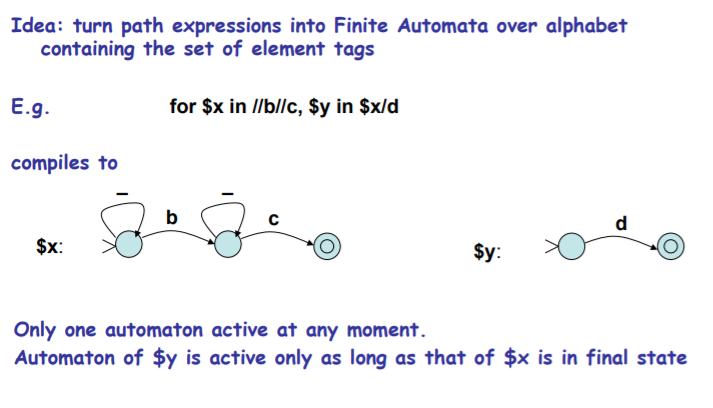 Idea: turn path expressions into Finite Automata over alphabet
containing the set of element tags
E.g. for $x in //b//c, $y in $x/d
compiles to
_ _
b c d
$x: $y:
Only one automaton active at any moment.
Automaton of $y is active only as long as that of $x is in final state